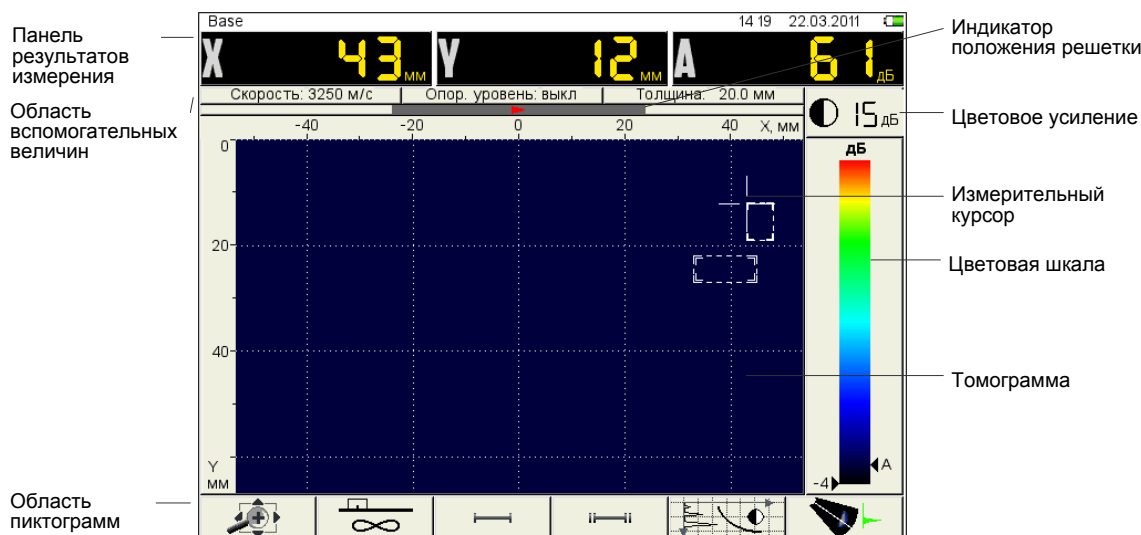 Base 14 19 22.03.2011
Панель
результатов
измерения
X 43 мм Y 12 мм A 61 дБ
Индикатор
положения решетки
Область
вспомогательных
величин
Скорость: 3250 м/с Опор. уровень: выкл Толщина: 20.0 мм
15 дБ
Цветовое усиление
-40 -20 0 20 40 X, мм
0
20
40
Y
мм
дБ
Измерительный
курсор
Цветовая шкала
Томограмма
A
-4
Область
пиктограмм